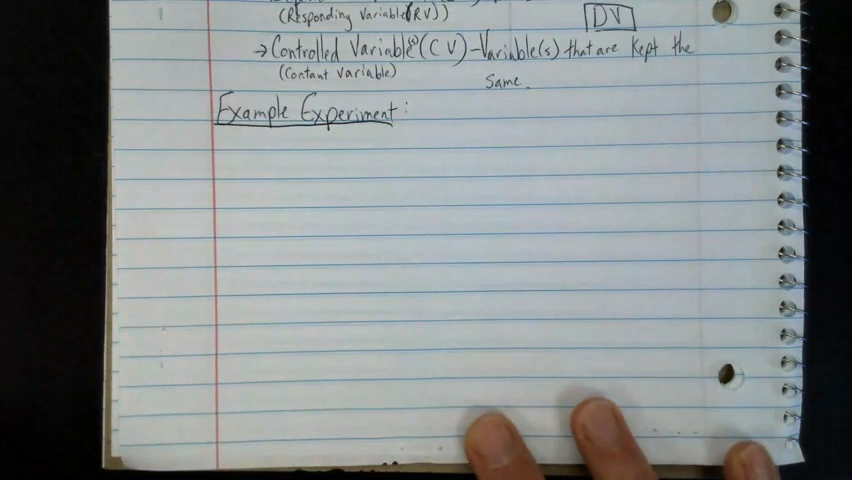 (Responding Variable (RV))
DV
→ Controlled Variable(s) (CV) - Variable(s) that are kept the
(Contant Variable)
same.
Example Experiment: